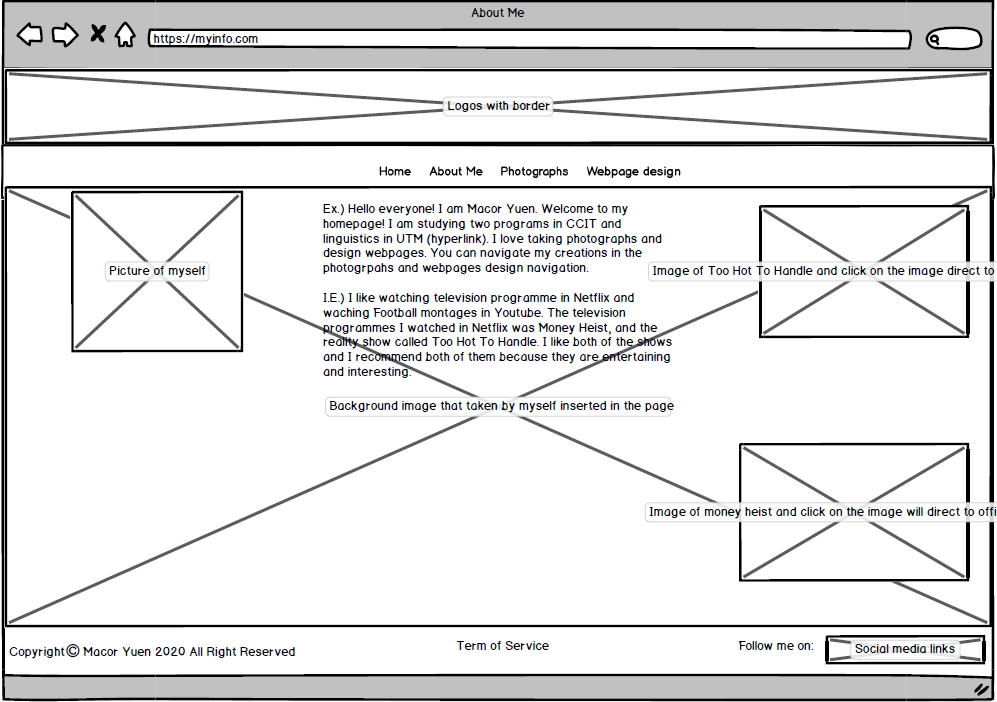 About Me
https://myinfo.com
Logos with border
Home About Me Photographs Webpage design
Picture of myself
Ex.) Hello everyone! I am Macor Yuen. Welcome to my
homepage! I am studying two programs in CCIT and
linguistics in UTM (hyperlink). I love taking photographs and
design webpages. You can navigate my creations in the
photogrpahs and webpages design navigation.
I.E.) I like watching television programme in Netflix and
waching Football montages in Youtube. The television
programmes I watched in Netflix was Money Heist, and the
reality show called Too Hot To Handle. I like both of the shows
and I recommend both of them because they are entertaining
and interesting.
Image of Too Hot To Handle and click on the image direct to
Background image that taken by myself inserted in the page
Image of money heist and click on the image will direct to offi
Copyright© Macor Yuen 2020 All Right Reserved
Term of Service
Follow me on:
Social media links